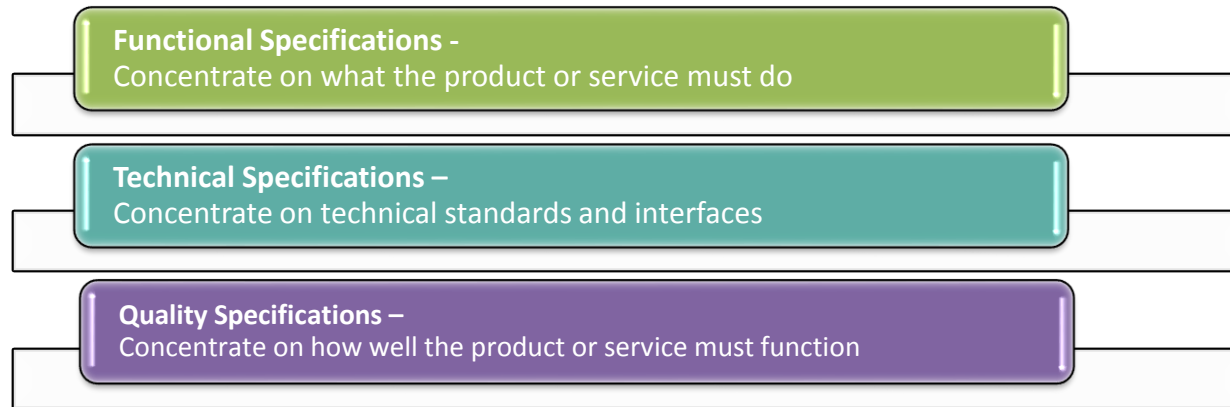 Functional Specifications -
Concentrate on what the product or service must do
Technical Specifications –
Concentrate on technical standards and interfaces
Quality Specifications –
Concentrate on how well the product or service must function